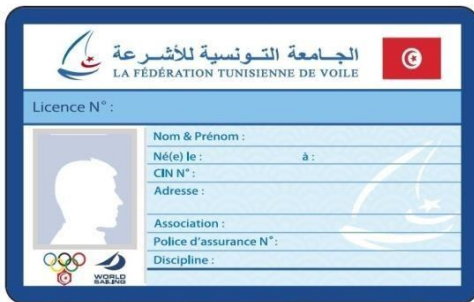 الجـامعة التـونسية للأشـرعة
LA FÉDÉRATION TUNISIENNE DE VOILE
Licence N° :
Nom & Prénom :
Né(e) le : à :
CIN N° :
Adresse :
Association :
Police d'assurance N° :
Discipline :
WORLD
SAILING